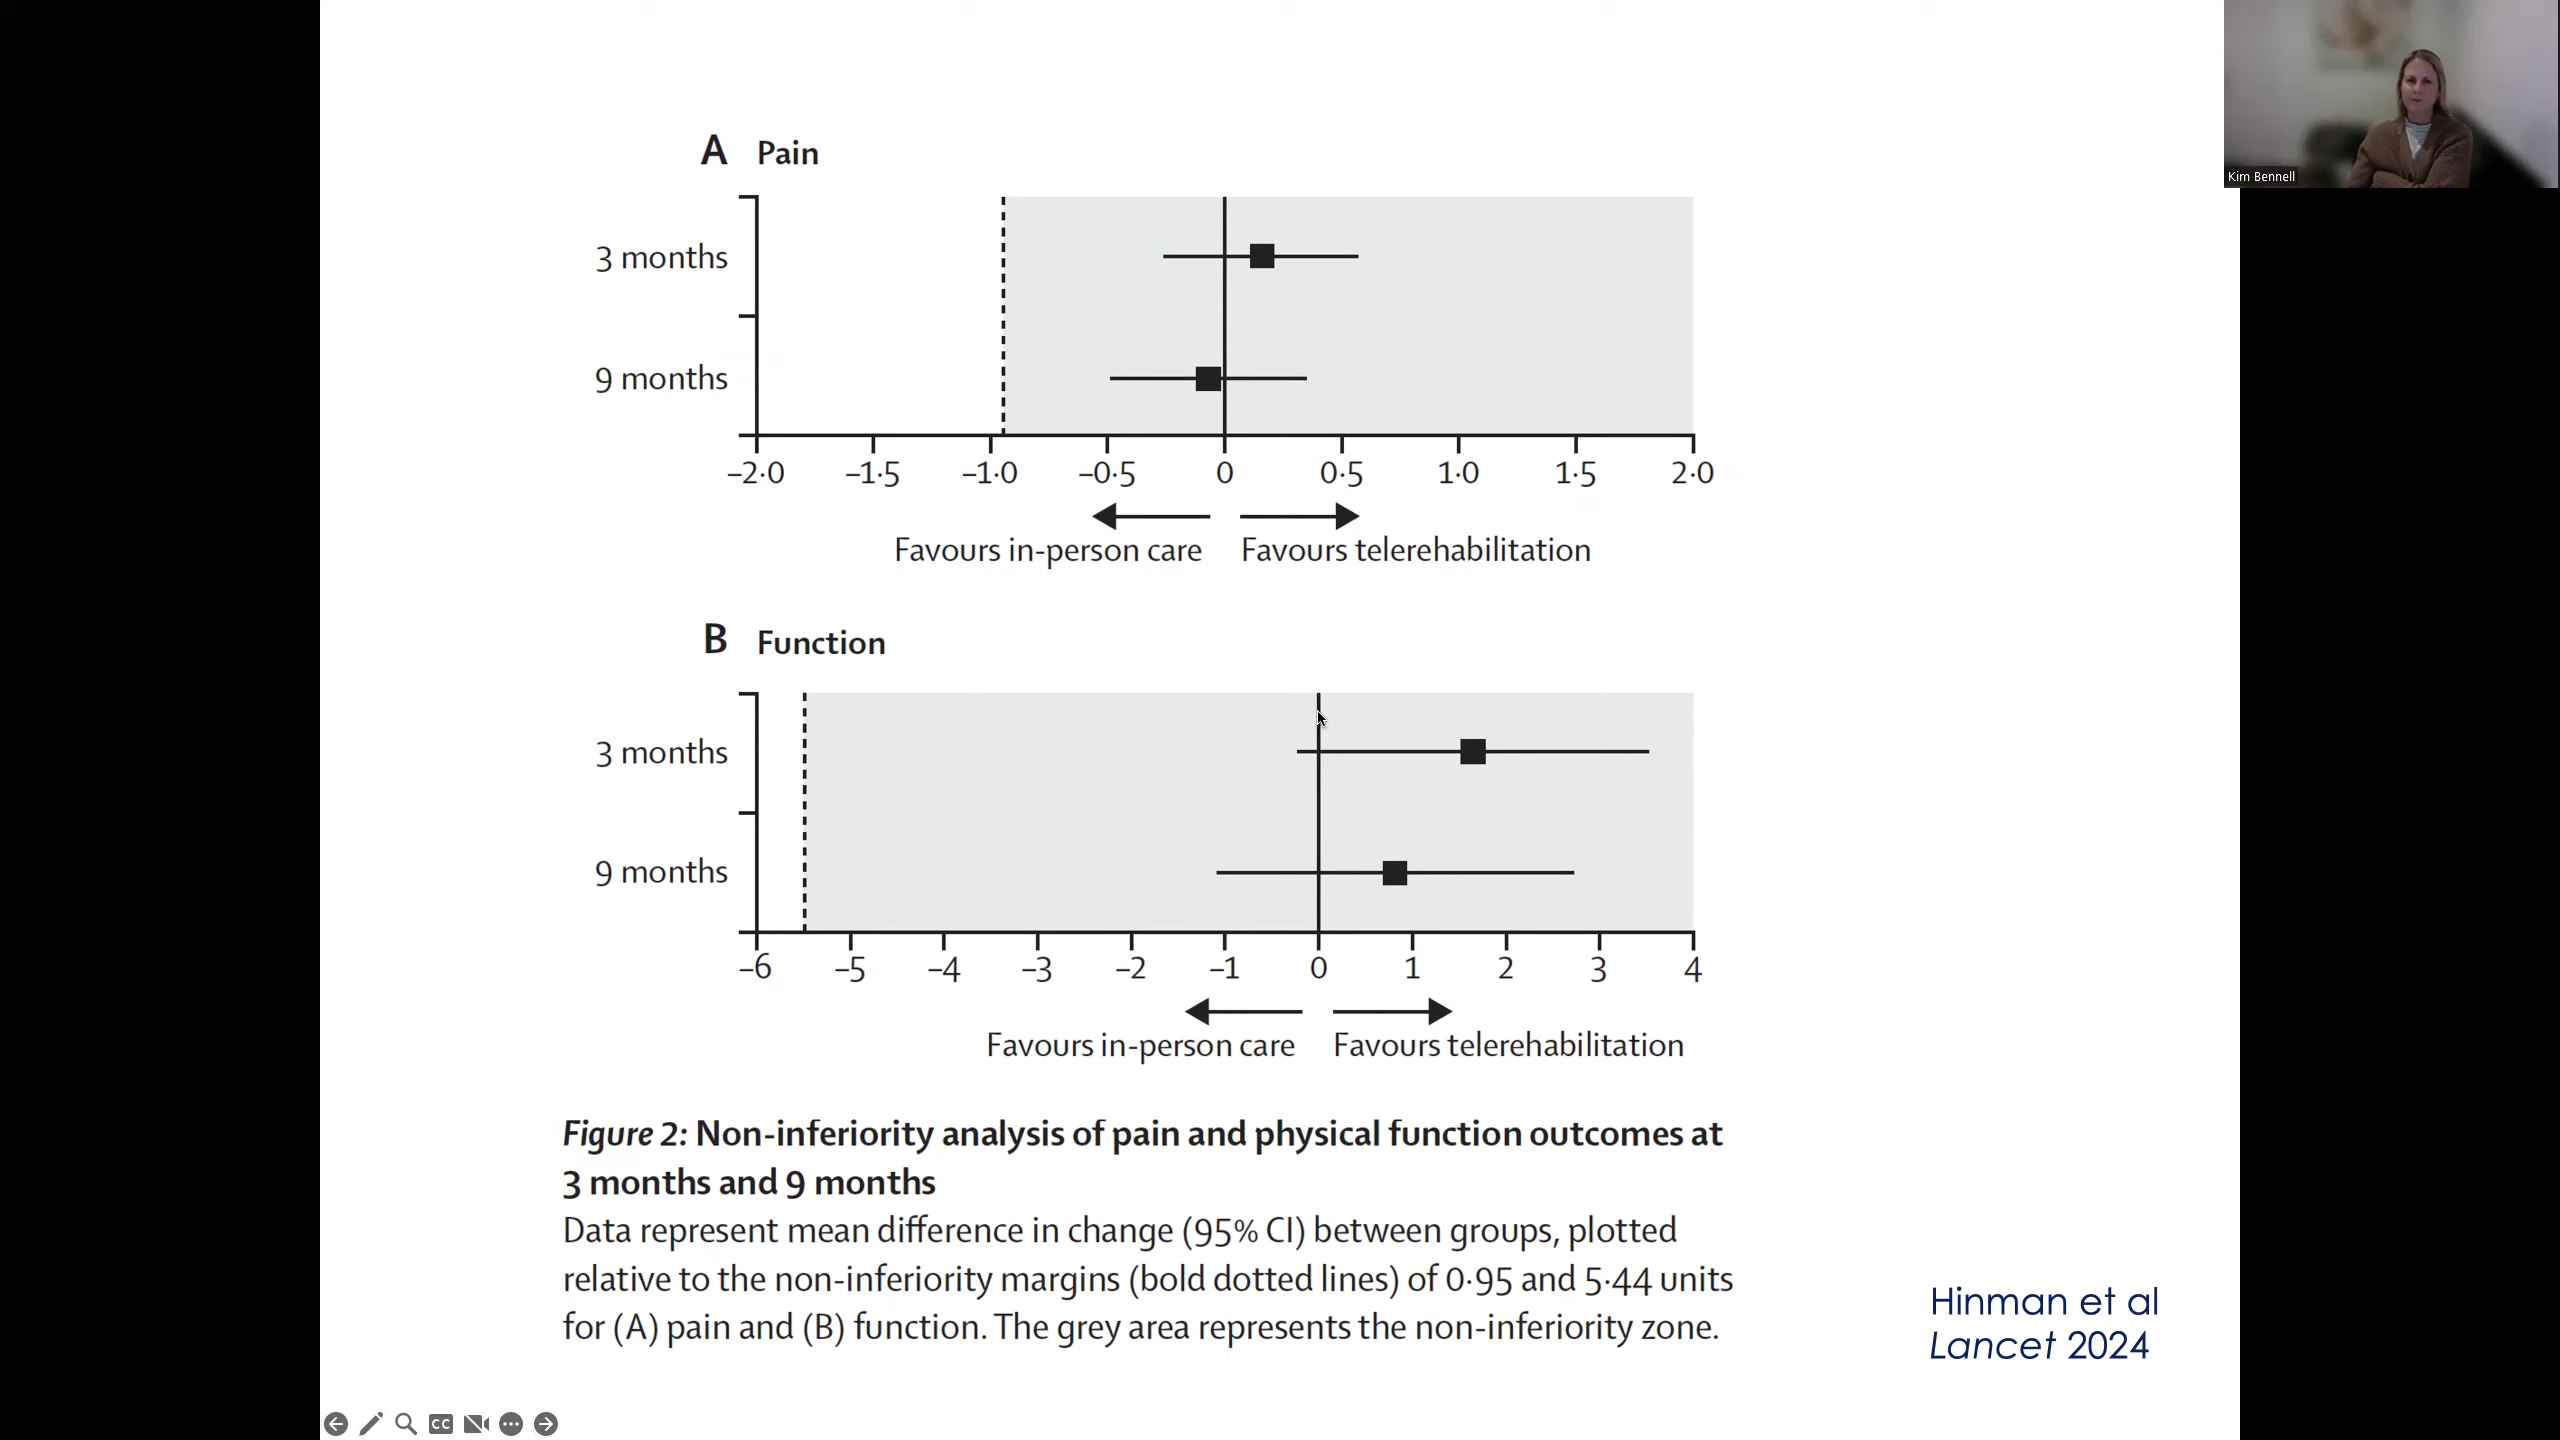 Kim Bennell
A Pain
3 months
9 months
–2·0 –1·5 –1·0 –0·5 0 0·5 1·0 1·5 2·0
Favours in-person care Favours telerehabilitation
B Function
3 months
9 months
–6 –5 –4 –3 –2 –1 0 1 2 3 4
Favours in-person care Favours telerehabilitation
Figure 2: Non-inferiority analysis of pain and physical function outcomes at
3 months and 9 months
Data represent mean difference in change (95% CI) between groups, plotted
relative to the non-inferiority margins (bold dotted lines) of 0·95 and 5·44 units
for (A) pain and (B) function. The grey area represents the non-inferiority zone.
Hinman et al
Lancet 2024
CC